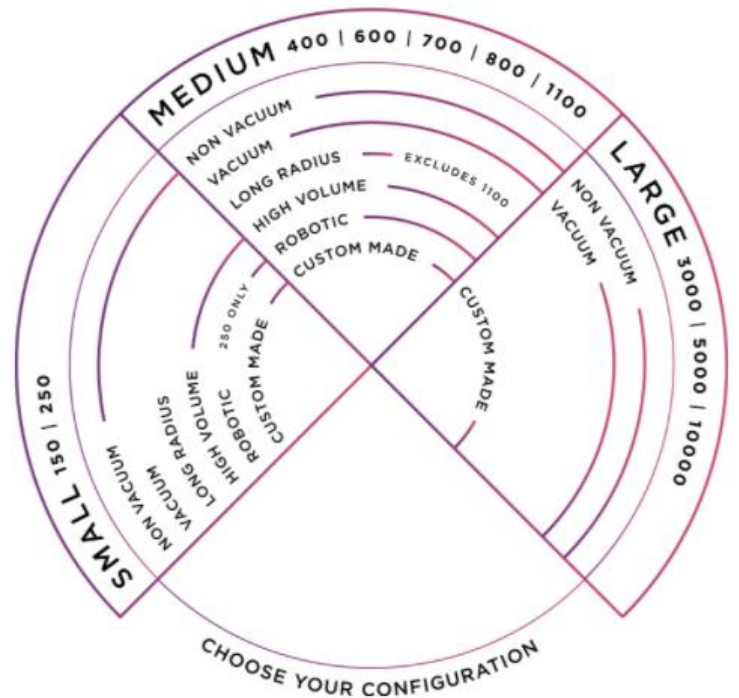 SMALL 150 | 250
NON VACUUM
VACUUM
LONG RADIUS
HIGH VOLUME
ROBOTIC
250 ONLY
CUSTOM MADE
MEDIUM 400 | 600 | 700 | 800 | 1100
NON VACUUM
VACUUM
LONG RADIUS
EXCLUDES 1100
HIGH VOLUME
ROBOTIC
CUSTOM MADE
LARGE 3000 | 5000 | 10000
NON VACUUM
VACUUM
CUSTOM MADE
CHOOSE YOUR CONFIGURATION